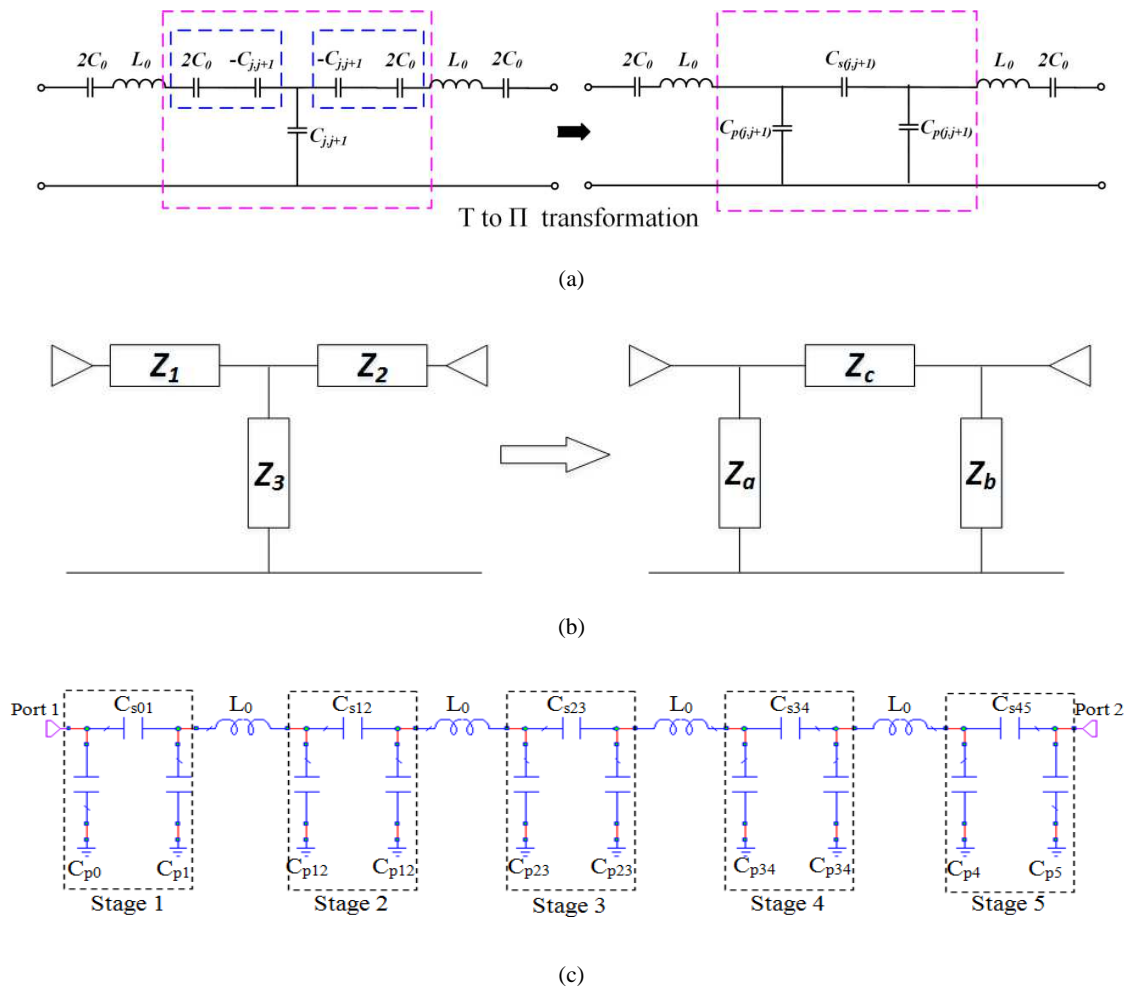 2C₀ L₀ 2C₀ -Cj,j+1 -Cj,j+1 2C₀ L₀ 2C₀
Cj,j+1
2C₀ L₀ Cs(j,j+1) L₀ 2C₀
Cp(j,j+1) Cp(j,j+1)
T to Π transformation
(a)
Z₁ Z₂
Z₃
Zc
Za Zb
(b)
Port 1 Cs01 L₀ Cs12 L₀ Cs23 L₀ Cs34 L₀ Cs45 Port 2
Cp0 Cp1 Cp12 Cp12 Cp23 Cp23 Cp34 Cp34 Cp4 Cp5
Stage 1 Stage 2 Stage 3 Stage 4 Stage 5
(c)